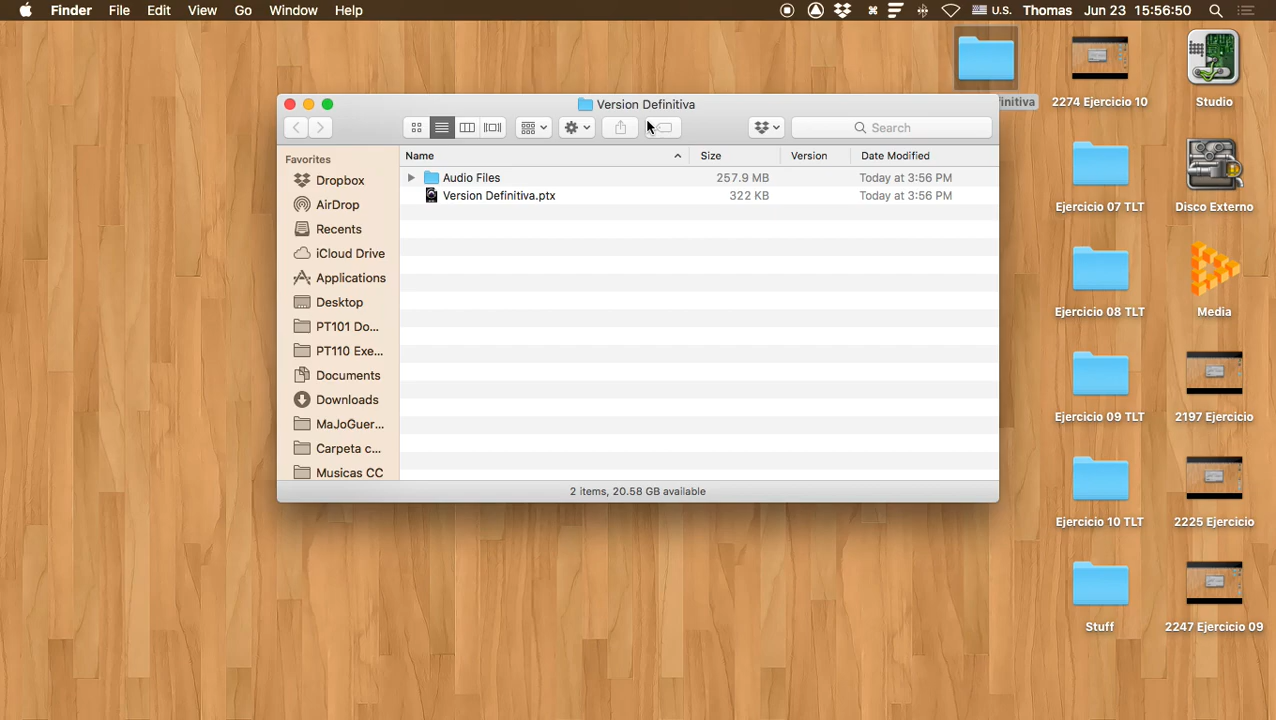 Finder File Edit View Go Window Help U.S. Thomas Jun 23 15:56:50
Version Definitiva
Search
Name Size Version Date Modified
Audio Files 257.9 MB Today at 3:56 PM
Version Definitiva.ptx 322 KB Today at 3:56 PM
2 items, 20.58 GB available
Favorites
Dropbox
AirDrop
Recents
iCloud Drive
Applications
Desktop
PT101 Do...
PT110 Exe...
Documents
Downloads
MaJoGuer...
Carpeta c...
Musicas CC
2274 Ejercicio 10
Studio
Ejercicio 07 TLT
Disco Externo
Ejercicio 08 TLT
Media
Ejercicio 09 TLT
2197 Ejercicio
Ejercicio 10 TLT
2225 Ejercicio
Stuff
2247 Ejercicio 09